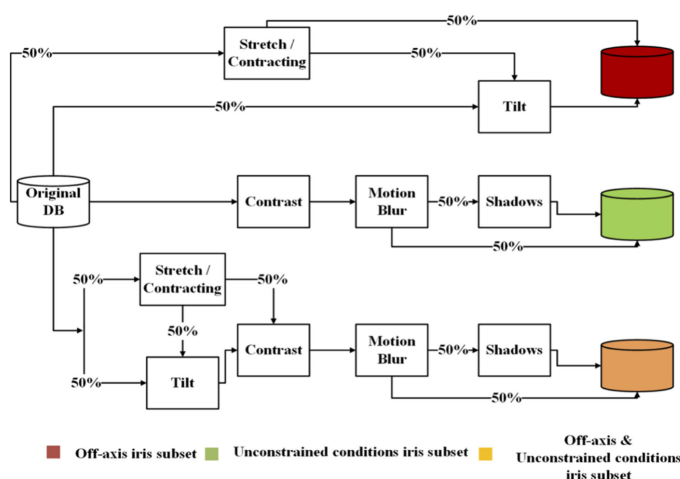 50%
50%
Stretch /
Contracting
50%
50%
Tilt
Original
DB
Contrast
Motion
Blur
50%
Shadows
50%
50%
Stretch /
Contracting
50%
50%
50%
Tilt
Contrast
Motion
Blur
50%
Shadows
50%
Off-axis iris subset
Unconstrained conditions iris subset
Off-axis &
Unconstrained conditions
iris subset